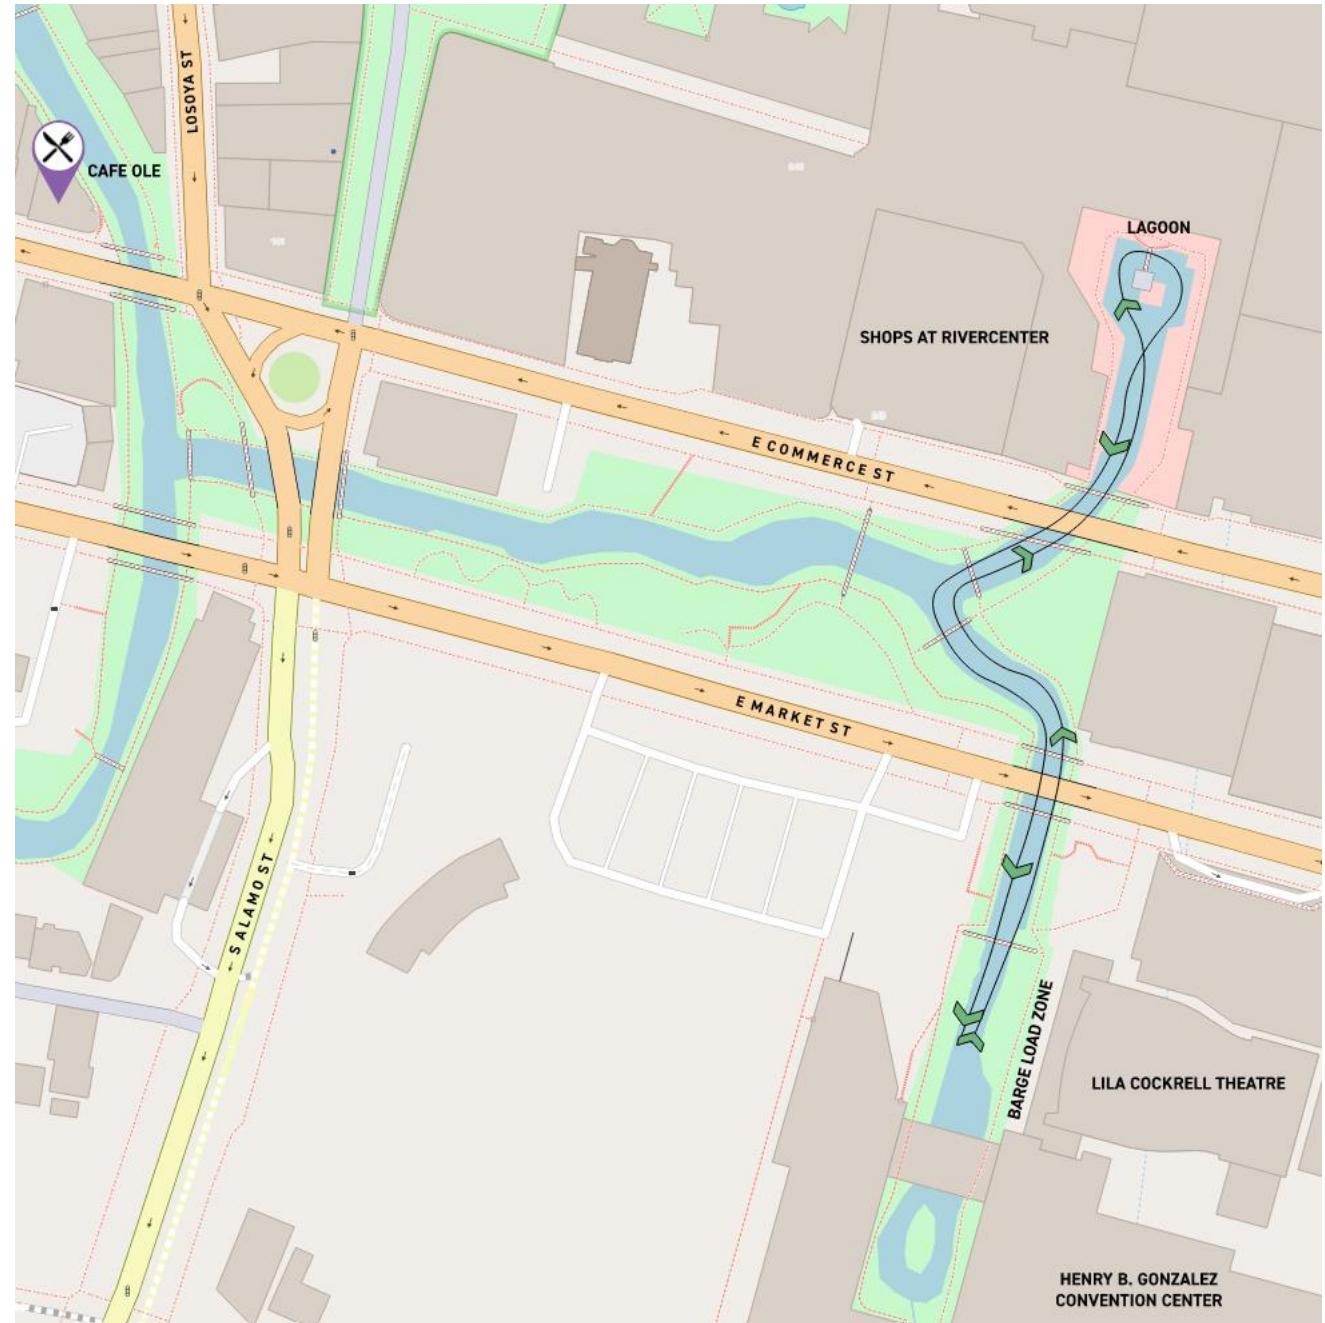 LOSOYA ST
CAFE OLE
LAGOON
SHOPS AT RIVERCENTER
E COMMERCE ST
E MARKET ST
S ALAMO ST
BARGE LOAD ZONE
LILA COCKRELL THEATRE
HENRY B. GONZALEZ
CONVENTION CENTER